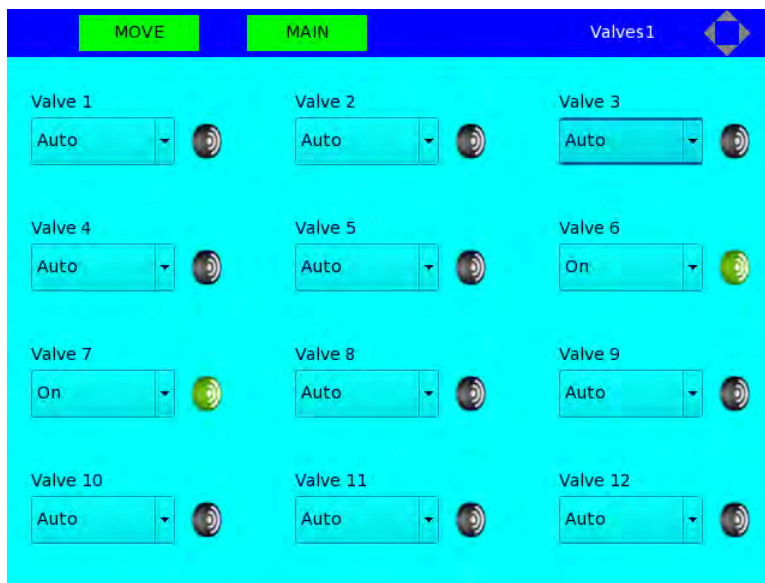 MOVE MAIN Valves1
Valve 1 Valve 2 Valve 3
Auto Auto Auto
Valve 4 Valve 5 Valve 6
Auto Auto On
Valve 7 Valve 8 Valve 9
On Auto Auto
Valve 10 Valve 11 Valve 12
Auto Auto Auto